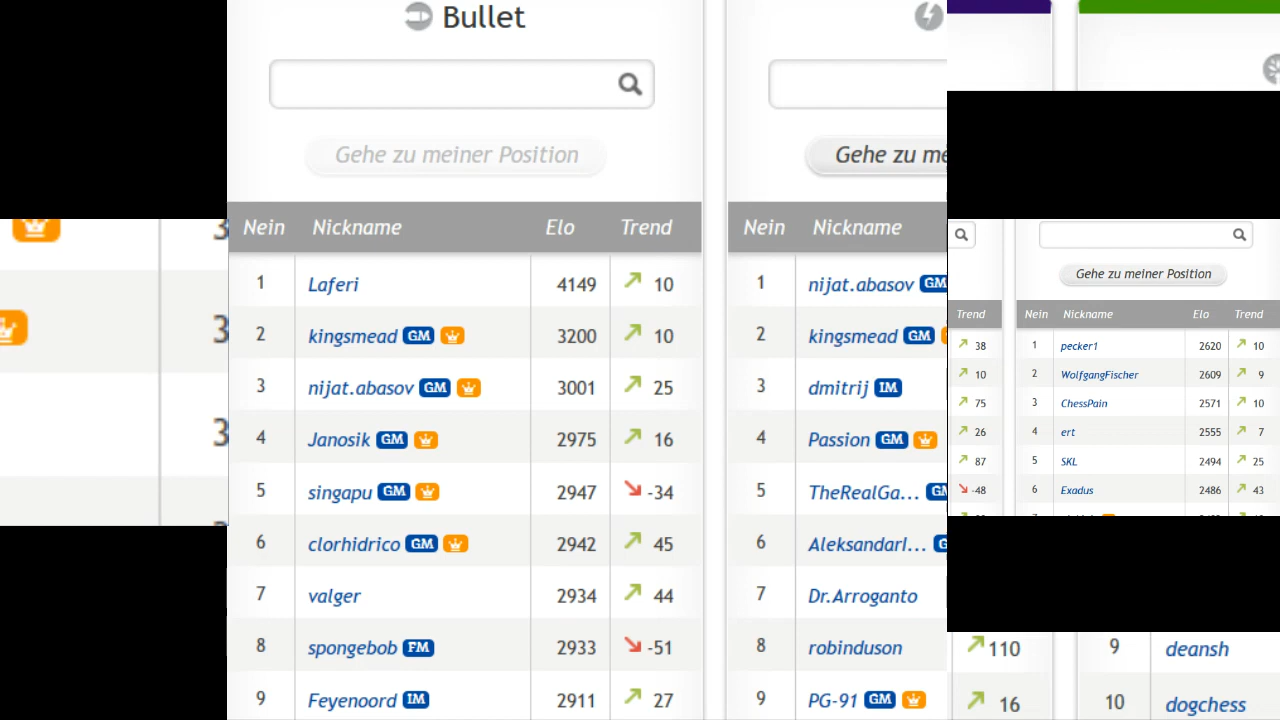 Bullet
Gehe zu meiner Position
Nein Nickname Elo Trend
1 Laferi 4149 10
2 kingsmead GM 3200 10
3 nijat.abasov GM 3001 25
4 Janosik GM 2975 16
5 singapu GM 2947 -34
6 clorhidrico GM 2942 45
7 valger 2934 44
8 spongebob FM 2933 -51
9 Feyenoord IM 2911 27
Gehe zu me
Nein Nickname
1 nijat.abasov GM
2 kingsmead GM
3 dmitrij IM
4 Passion GM
5 TheRealGa...
6 AleksandarI...
7 Dr.Arroganto
8 robinduson
9 PG-91 GM
Trend
38
10
75
26
87
-48
Gehe zu meiner Position
Nein Nickname Elo Trend
1 pecker1 2620 10
2 WolfgangFischer 2609 9
3 ChessPain 2571 10
4 ert 2555 7
5 SKL 2494 25
6 Exadus 2486 43
110 9 deansh
16 10 dogchess
3
3
3